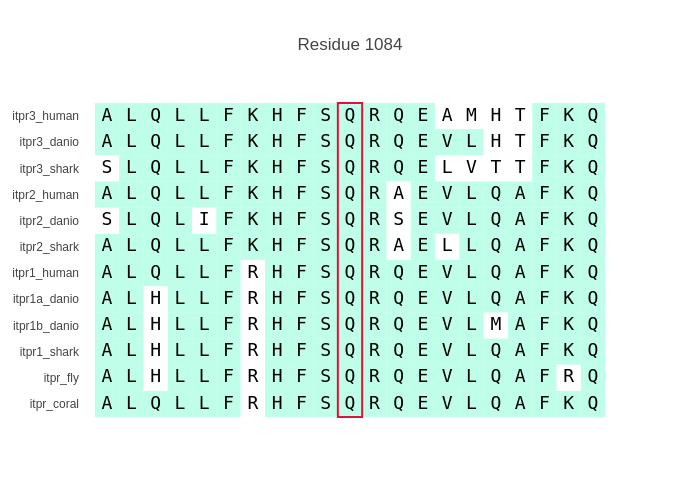 Residue 1084
itpr3_human A L Q L L F K H F S Q R Q E A M H T F K Q
itpr3_danio A L Q L L F K H F S Q R Q E V L H T F K Q
itpr3_shark S L Q L L F K H F S Q R Q E L V T T F K Q
itpr2_human A L Q L L F K H F S Q R A E V L Q A F K Q
itpr2_danio S L Q L I F K H F S Q R S E V L Q A F K Q
itpr2_shark A L Q L L F K H F S Q R A E L L Q A F K Q
itpr1_human A L Q L L F R H F S Q R Q E V L Q A F K Q
itpr1a_danio A L H L L F R H F S Q R Q E V L Q A F K Q
itpr1b_danio A L H L L F R H F S Q R Q E V L M A F K Q
itpr1_shark A L H L L F R H F S Q R Q E V L Q A F K Q
itpr_fly A L H L L F R H F S Q R Q E V L Q A F R Q
itpr_coral A L Q L L F R H F S Q R Q E V L Q A F K Q